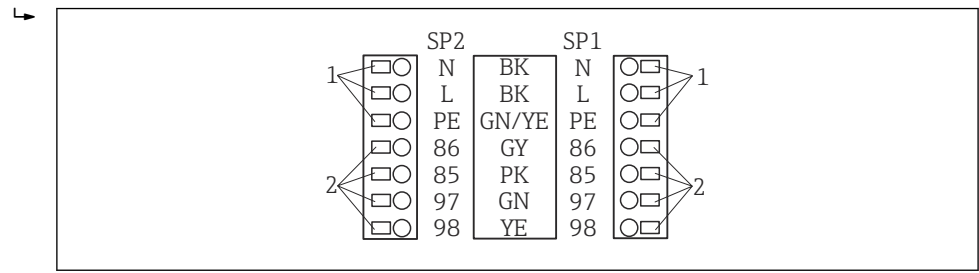 SP2 SP1
1 N BK N 1
L BK L
PE GN/YE PE
86 GY 86
2 85 PK 85 2
97 GN 97
98 YE 98